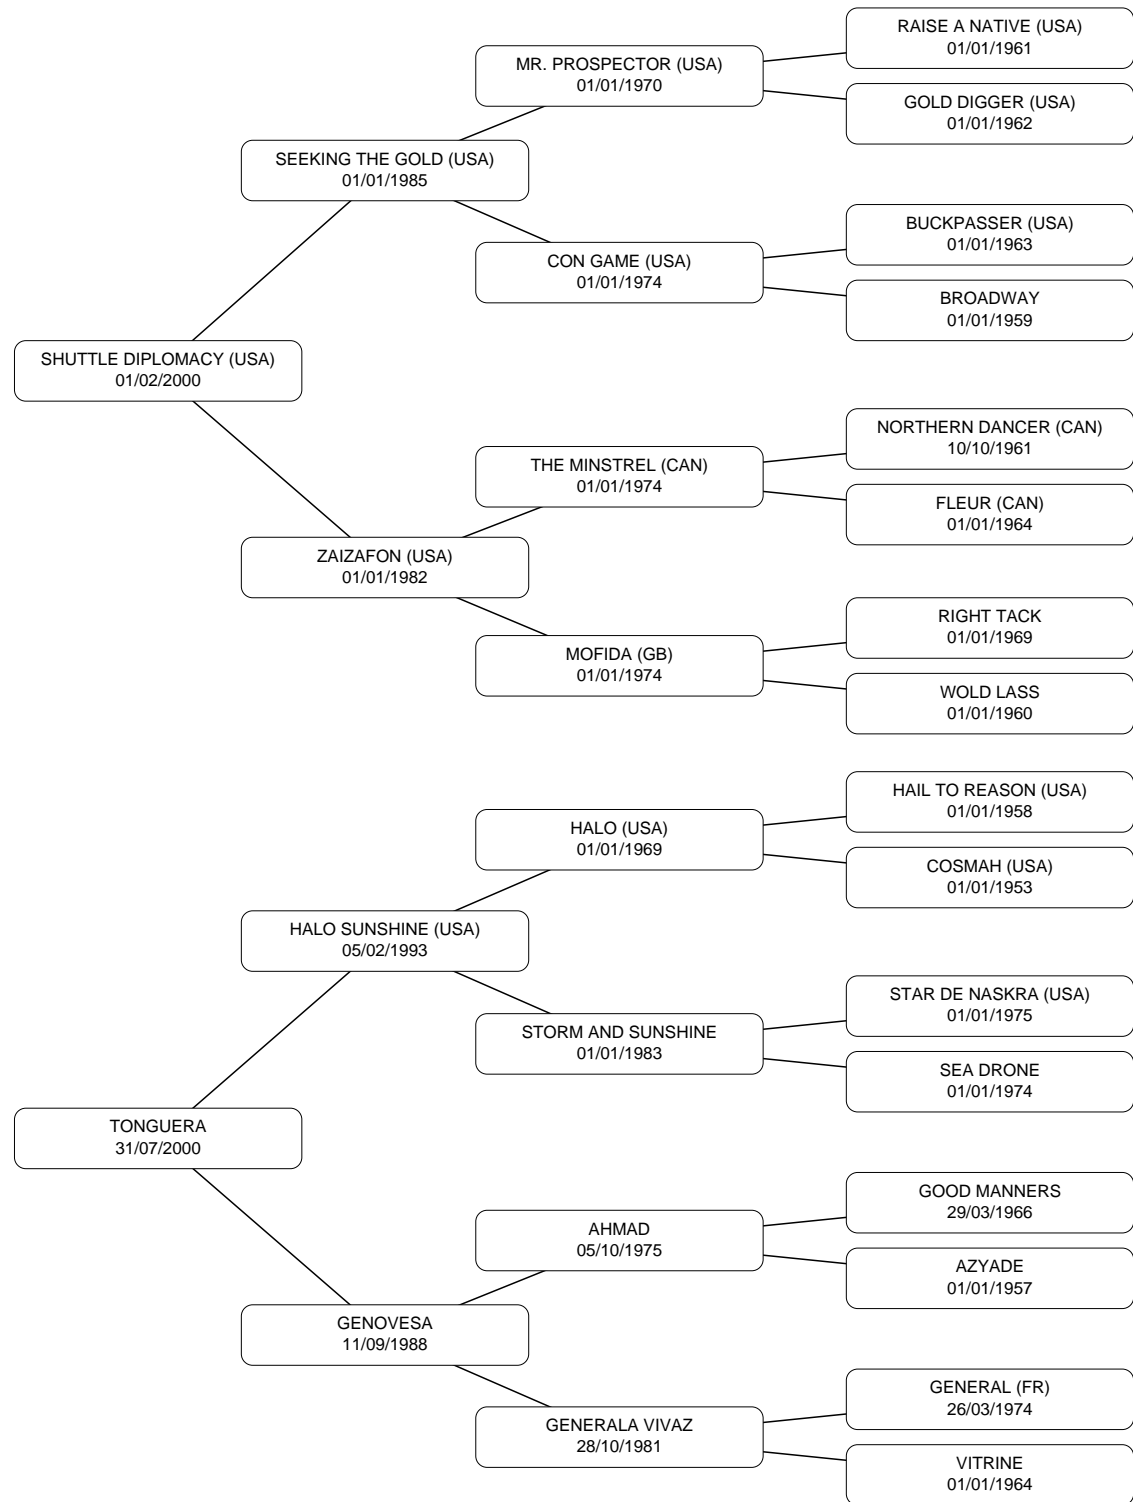 RAISE A NATIVE (USA)
01/01/1961
MR. PROSPECTOR (USA)
01/01/1970
GOLD DIGGER (USA)
01/01/1962
SEEKING THE GOLD (USA)
01/01/1985
BUCKPASSER (USA)
01/01/1963
CON GAME (USA)
01/01/1974
BROADWAY
01/01/1959
SHUTTLE DIPLOMACY (USA)
01/02/2000
NORTHERN DANCER (CAN)
10/10/1961
THE MINSTREL (CAN)
01/01/1974
FLEUR (CAN)
01/01/1964
ZAIZAFON (USA)
01/01/1982
RIGHT TACK
01/01/1969
MOFIDA (GB)
01/01/1974
WOLD LASS
01/01/1960
HAIL TO REASON (USA)
01/01/1958
HALO (USA)
01/01/1969
COSMAH (USA)
01/01/1953
HALO SUNSHINE (USA)
05/02/1993
STAR DE NASKRA (USA)
01/01/1975
STORM AND SUNSHINE
01/01/1983
SEA DRONE
01/01/1974
TONGUERA
31/07/2000
GOOD MANNERS
29/03/1966
AHMAD
05/10/1975
AZYADE
01/01/1957
GENOVESA
11/09/1988
GENERAL (FR)
26/03/1974
GENERALA VIVAZ
28/10/1981
VITRINE
01/01/1964